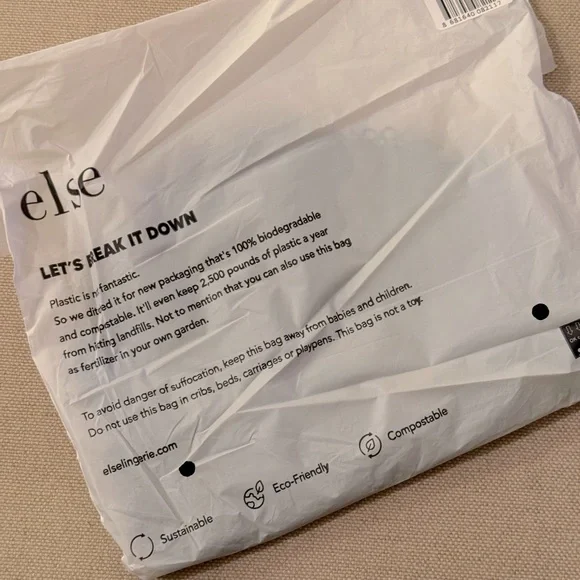 8 681640 082117
else
LET'S BREAK IT DOWN
Plastic is n fantastic.
So we ditched it for new packaging that's 100% biodegradable
and compostable. It'll even keep 2,500 pounds of plastic a year
from hitting landfills. Not to mention that you can also use this bag
as fertilizer in your own garden.
To avoid danger of suffocation, keep this bag away from babies and children.
Do not use this bag in cribs, beds, carriages or playpens. This bag is not a toy.
elselingerie.com
Sustainable
Eco-Friendly
Compostable